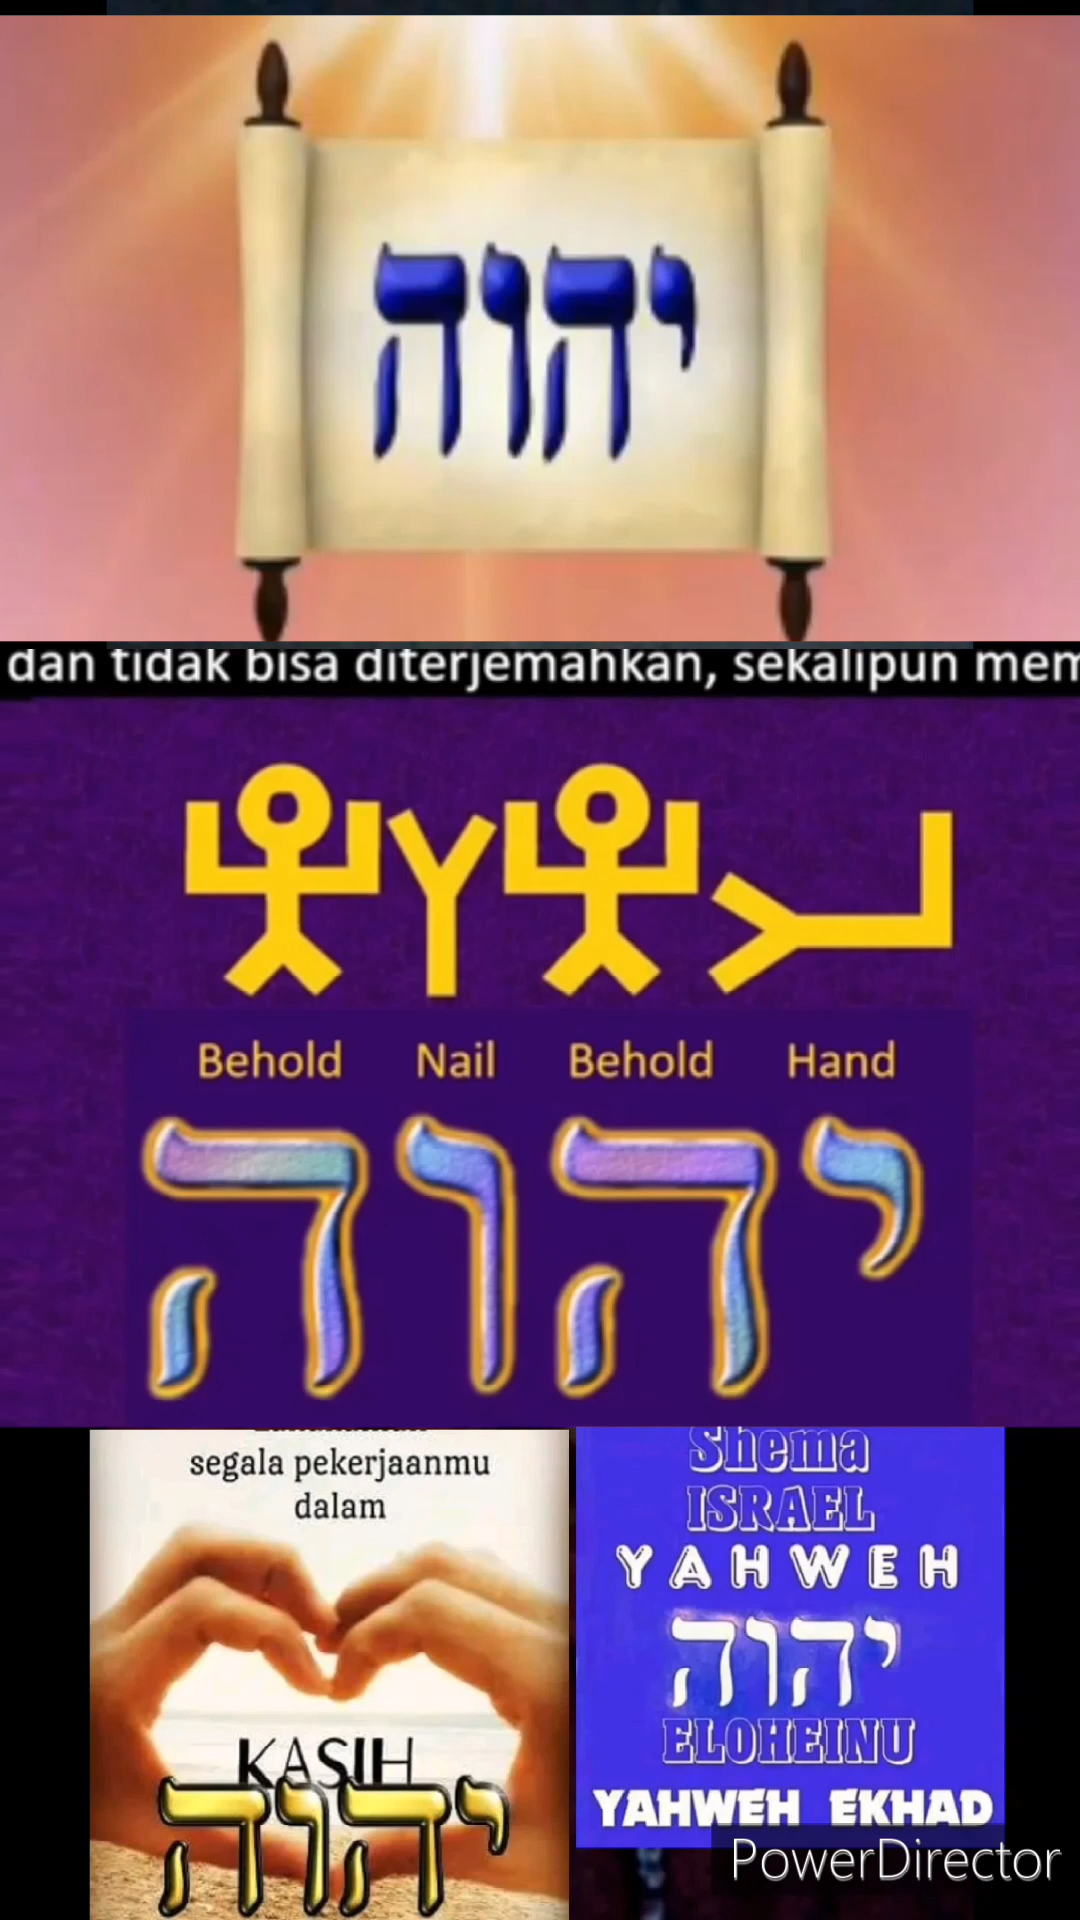 יהוה
dan tidak bisa diterjemahkan, sekalipun mem
Behold Nail Behold Hand
יהוה
segala pekerjaanmu
dalam
KASIH
יהוה
Shema
ISRAEL
YAHWEH
יהוה
ELOHEINU
YAHWEH EKHAD
PowerDirector